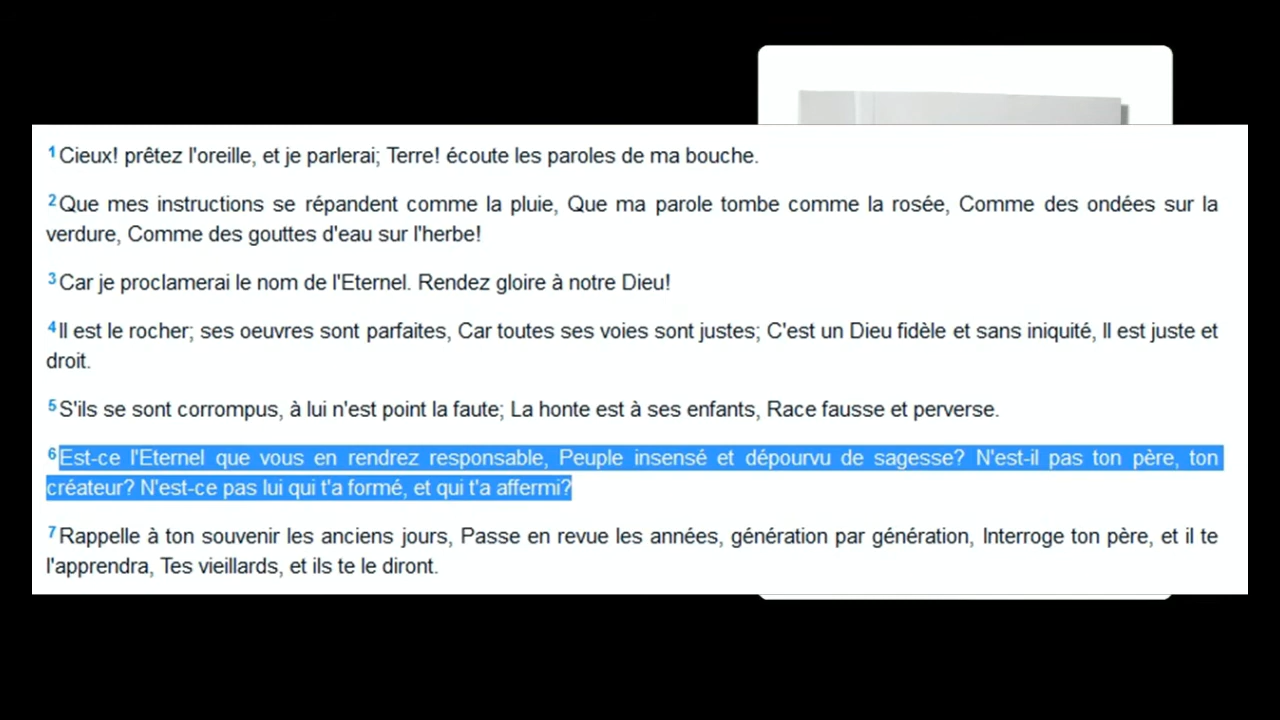 1 Cieux! prêtez l'oreille, et je parlerai; Terre! écoute les paroles de ma bouche.
2 Que mes instructions se répandent comme la pluie, Que ma parole tombe comme la rosée, Comme des ondées sur la
verdure, Comme des gouttes d'eau sur l'herbe!
3 Car je proclamerai le nom de l'Eternel. Rendez gloire à notre Dieu!
4 Il est le rocher; ses oeuvres sont parfaites, Car toutes ses voies sont justes; C'est un Dieu fidèle et sans iniquité, Il est juste et
droit.
5 S'ils se sont corrompus, à lui n'est point la faute; La honte est à ses enfants, Race fausse et perverse.
6 Est-ce l'Eternel que vous en rendrez responsable, Peuple insensé et dépourvu de sagesse? N'est-il pas ton père, ton
créateur? N'est-ce pas lui qui t'a formé, et qui t'a affermi?
7 Rappelle à ton souvenir les anciens jours, Passe en revue les années, génération par génération, Interroge ton père, et il te
l'apprendra, Tes vieillards, et ils te le diront.